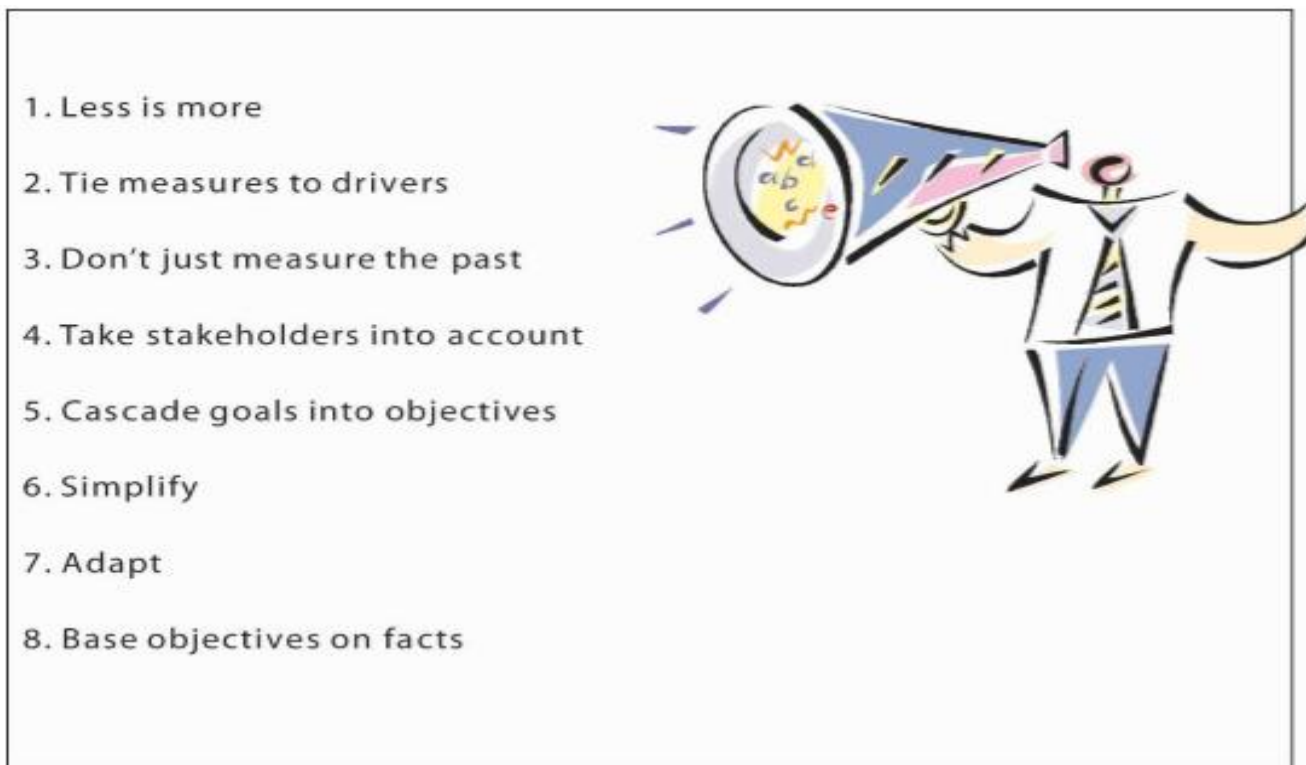 1. Less is more
2. Tie measures to drivers
3. Don't just measure the past
4. Take stakeholders into account
5. Cascade goals into objectives
6. Simplify
7. Adapt
8. Base objectives on facts